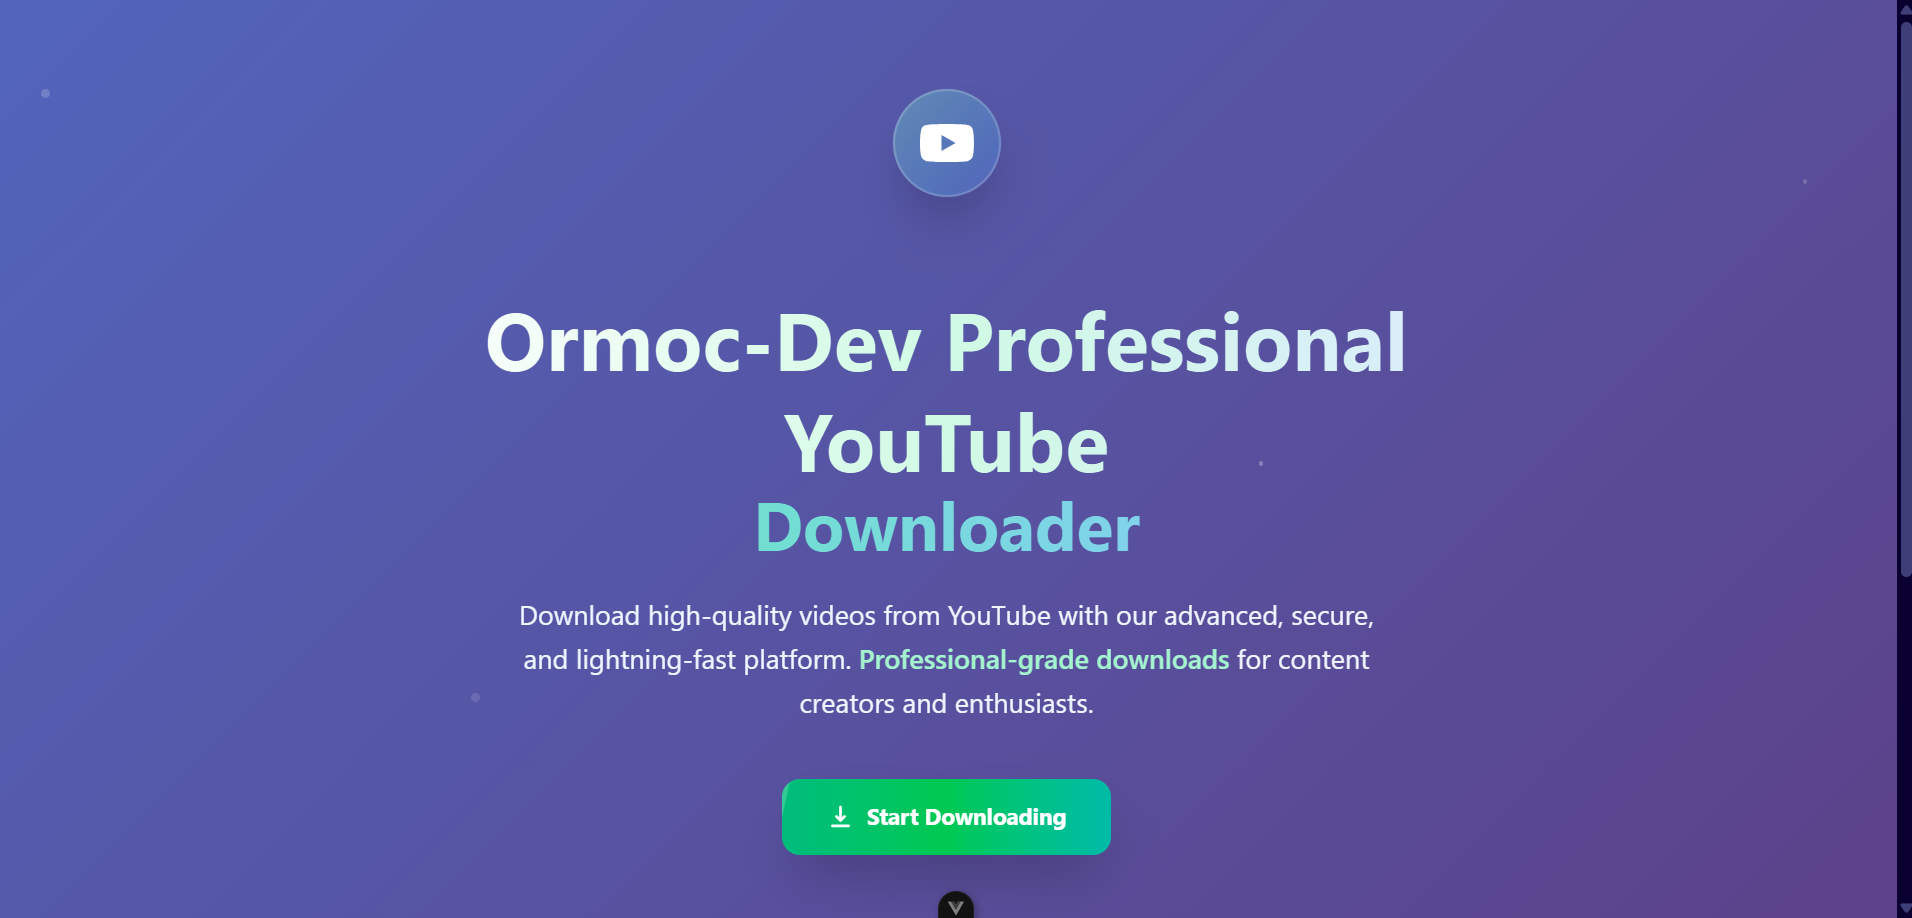 Ormoc-Dev Professional
YouTube
Downloader
Download high-quality videos from YouTube with our advanced, secure,
and lightning-fast platform. Professional-grade downloads for content
creators and enthusiasts.
Start Downloading